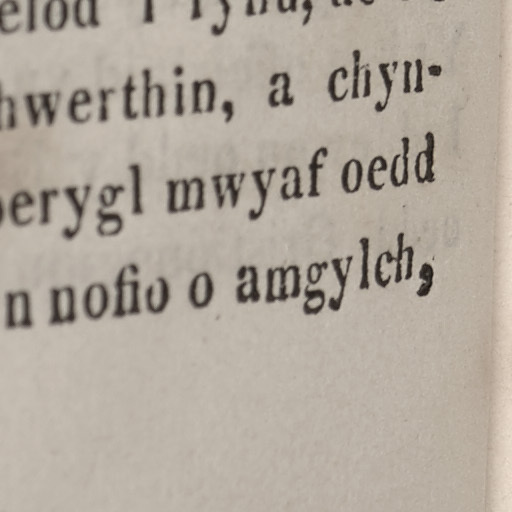 hwerthin, a chyn-
erygl mwyaf oedd
n nofio o amgylch,